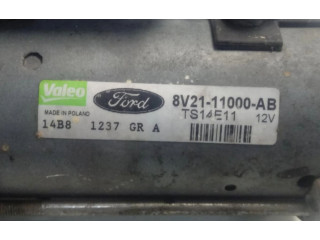 Valeo
MADE IN POLAND
Ford
8V21-11000-AB
TS14E11 12V
14B8 1237 GR A